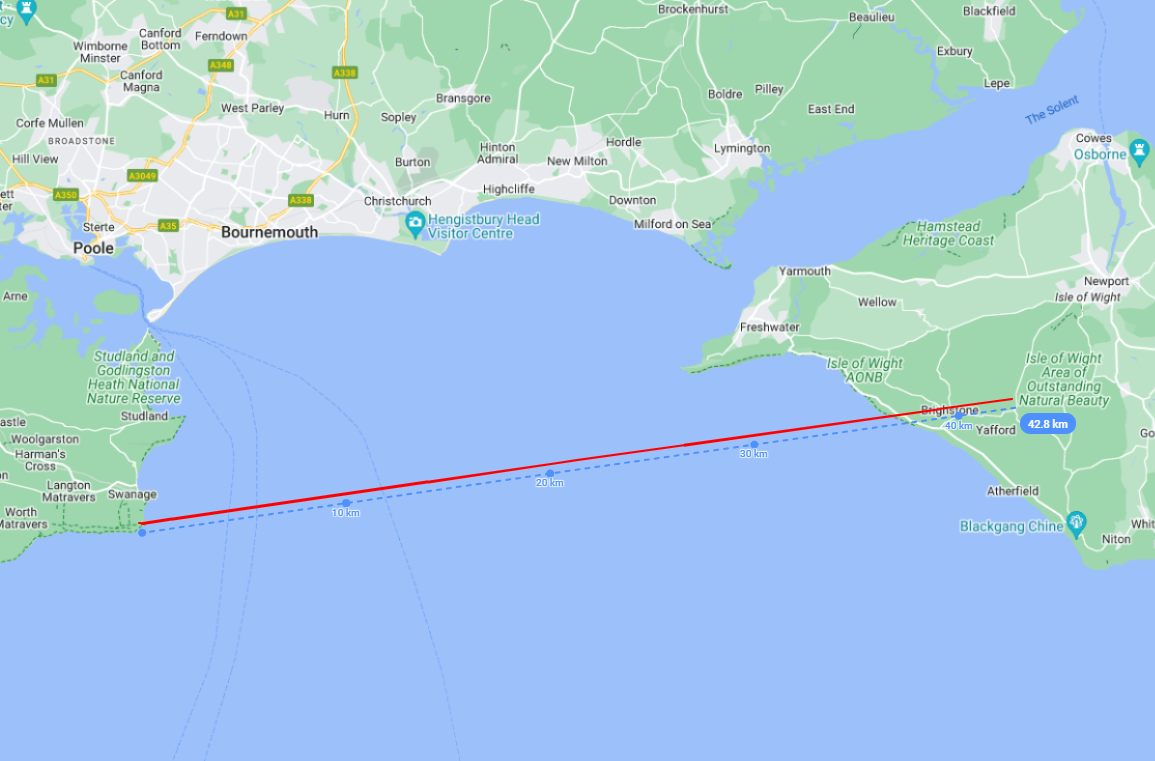 A31
Brockenhurst
Beaulieu
Blackfield
Canford
Bottom
Ferndown
Wimborne
Minster
Exbury
A348
A338
Canford
Magna
A31
Lepe
Boldre
Pilley
Bransgore
West Parley
Hurn
Sopley
East End
The Solent
Corfe Mullen
BROADSTONE
Hordle
Cowes
Hinton
Admiral
Lymington
Osborne
Hill View
Burton
New Milton
A3049
Highcliffe
A350
A338
Christchurch
Downton
Sterte
A35
Hengistbury Head
Visitor Centre
Milford on Sea
Hamstead
Heritage Coast
Bournemouth
Poole
Yarmouth
Newport
Isle of Wight
Arne
Wellow
Freshwater
Studland and
Godlingston
Heath National
Nature Reserve
Isle of Wight
AONB
Isle of Wight
Area of
Outstanding
Natural Beauty
Studland
Brighstone
40 km
Yafford
42.8 km
Woolgarston
Harman's
Cross
30 km
20 km
Langton
Matravers
Swanage
Atherfield
Worth
Matravers
10 km
Blackgang Chine
Niton